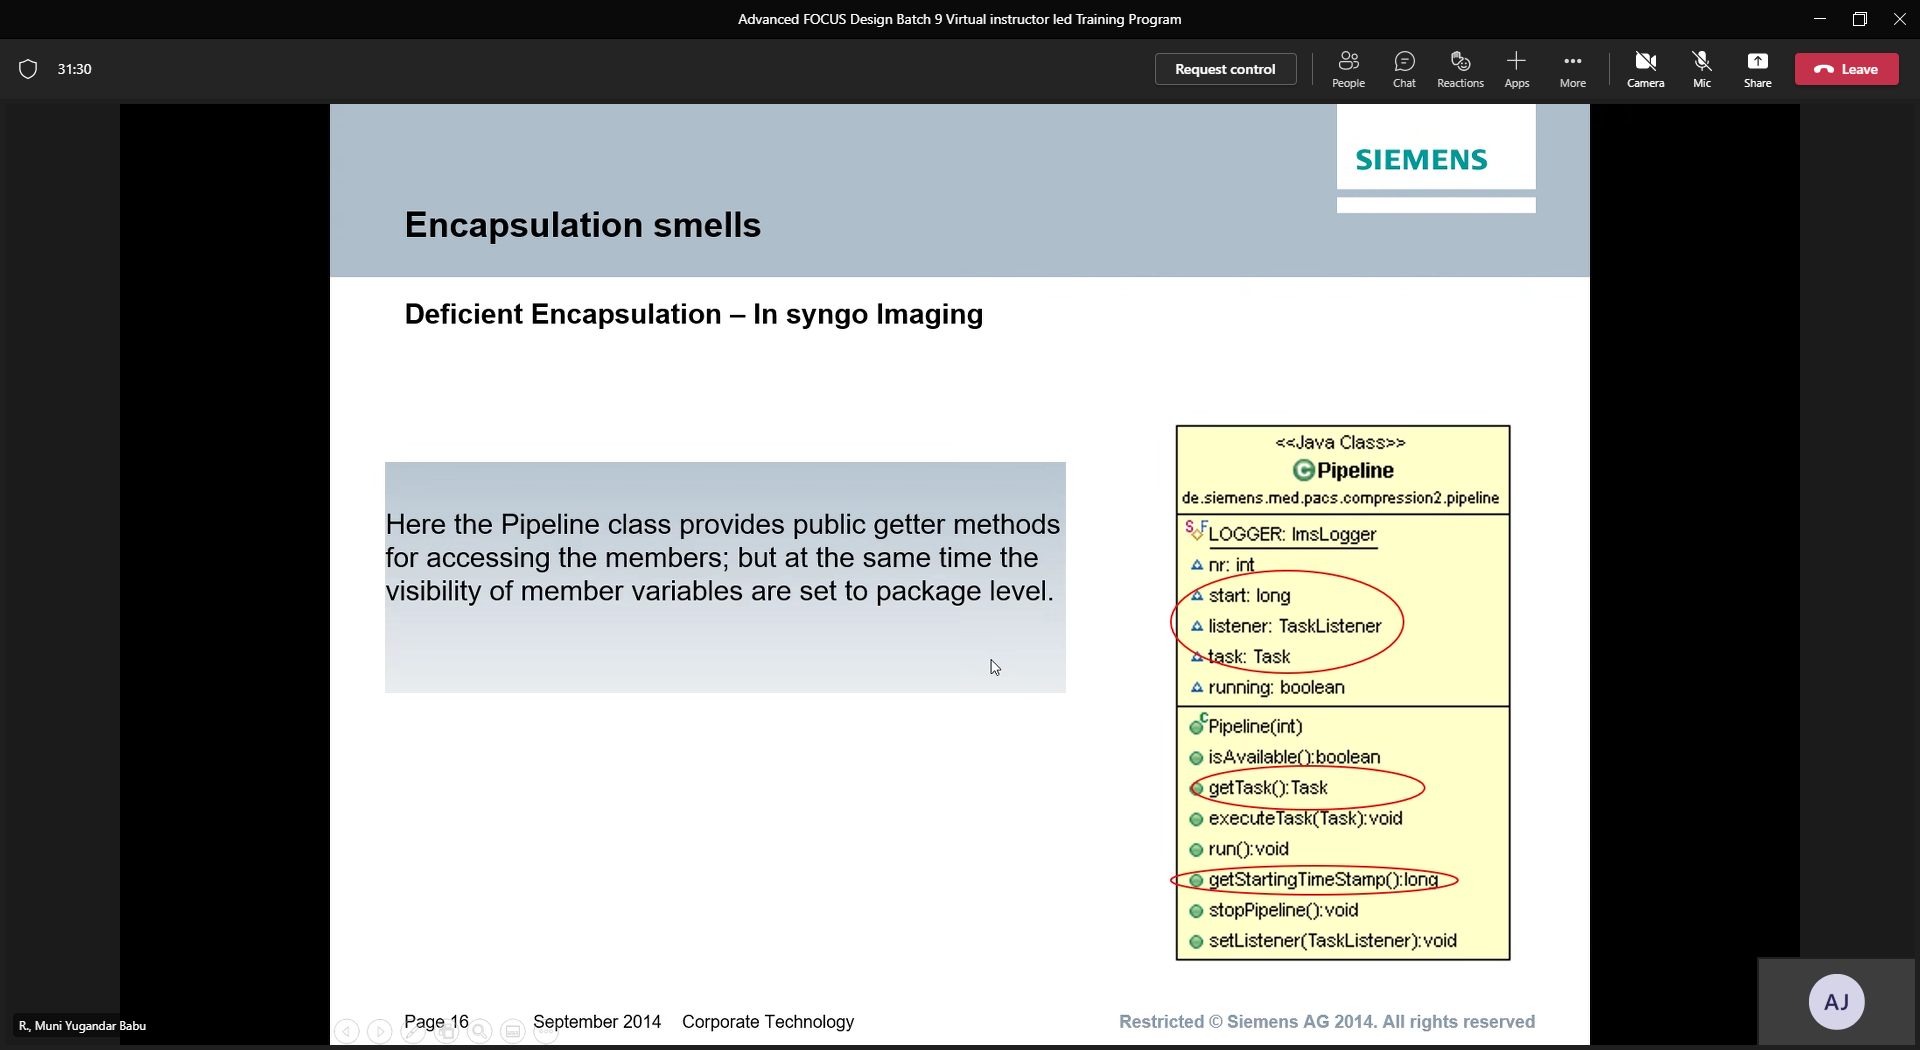 Advanced FOCUS Design Batch 9 Virtual instructor led Training Program
31:30
Request control
People
Chat
Reactions
Apps
More
Camera
Mic
Share
Leave
SIEMENS
Encapsulation smells
Deficient Encapsulation – In syngo Imaging
Here the Pipeline class provides public getter methods
for accessing the members; but at the same time the
visibility of member variables are set to package level.
<<Java Class>>
C Pipeline
de.siemens.med.pacs.compression2.pipeline
S F LOGGER: ImsLogger
nr: int
start: long
listener: TaskListener
task: Task
running: boolean
C Pipeline(int)
isAvailable():boolean
getTask():Task
executeTask(Task):void
run():void
getStartingTimeStamp():long
stopPipeline():void
setListener(TaskListener):void
Page 16 September 2014 Corporate Technology
Restricted © Siemens AG 2014. All rights reserved
R., Muni Yugandar Babu
AJ